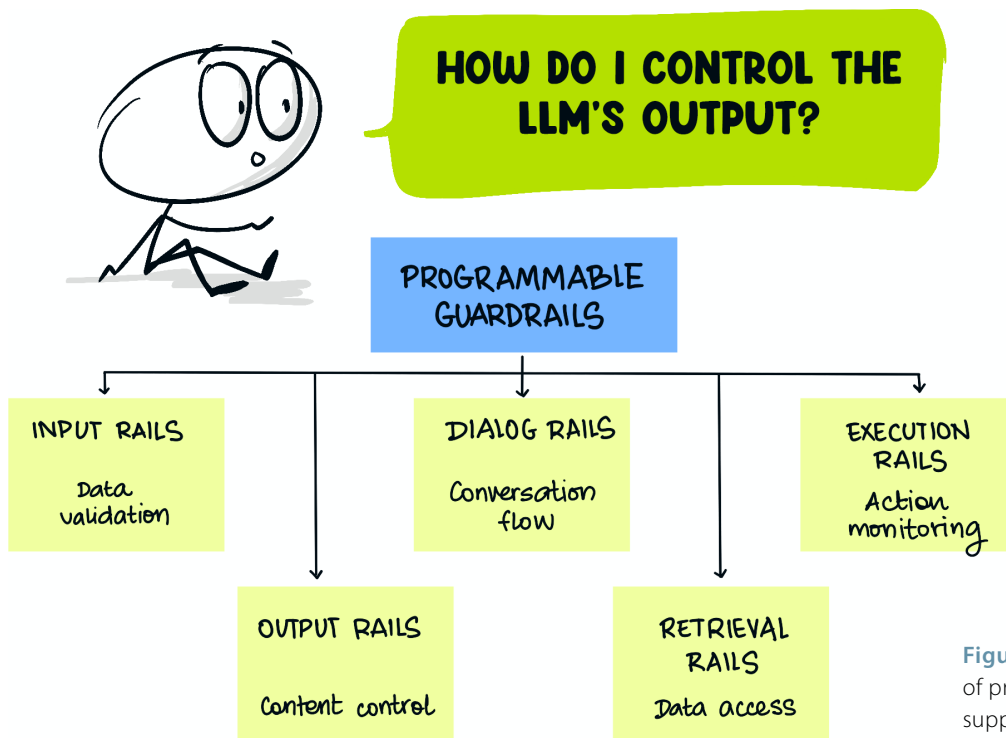 HOW DO I CONTROL THE
LLM'S OUTPUT?
PROGRAMMABLE
GUARDRAILS
INPUT RAILS
Data
validation
DIALOG RAILS
Conversation
flow
EXECUTION
RAILS
Action
monitoring
OUTPUT RAILS
Content control
RETRIEVAL
RAILS
Data access
Figu
of pr
supp